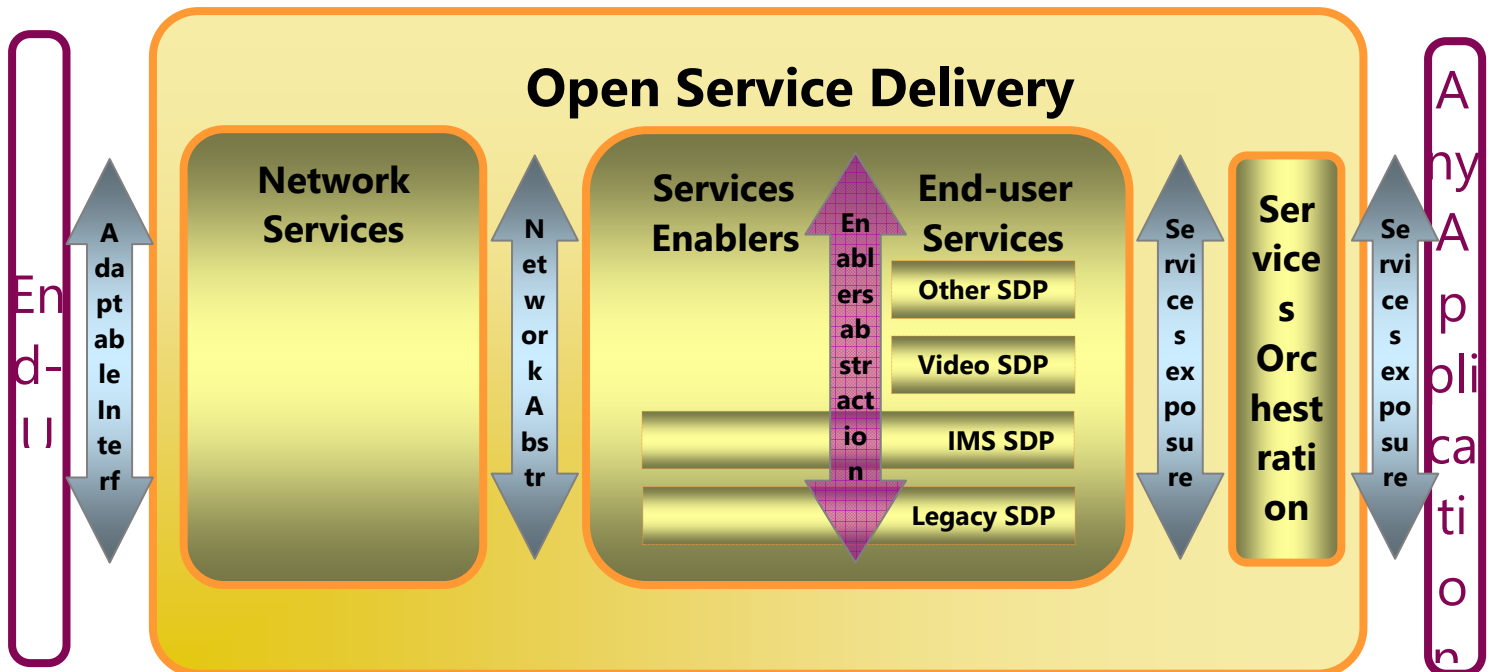 Open Service Delivery
En
d-
U
A
da
pt
ab
le In
te
rf
Network
Services
N
et
w
or
k A
bs
tr
Services
Enablers
En
abl
ers
ab
str
act
io
n
End-user
Services
Other SDP
Video SDP
IMS SDP
Legacy SDP
Se
rvi
ce
s
ex
po
su
re
Ser
vice
s
Orc
hest
rati
on
Se
rvi
ce
s
ex
po
su
re
A
ny
A
p
pli
ca
ti
o
n